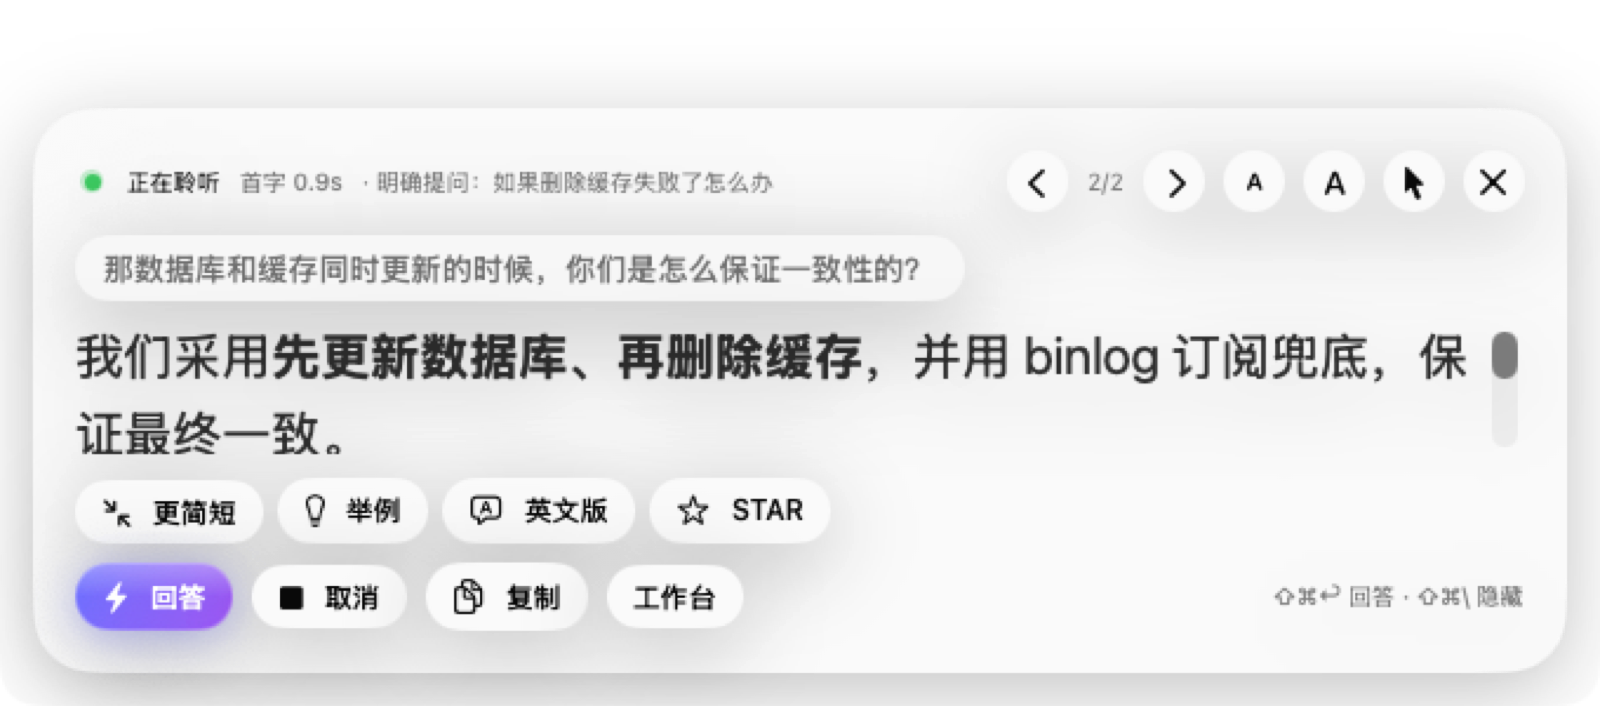 正在聆听 首字 0.9s · 明确提问：如果删除缓存失败了怎么办 2/2 A A
那数据库和缓存同时更新的时候，你们是怎么保证一致性的？
我们采用先更新数据库、再删除缓存，并用 binlog 订阅兜底，保
证最终一致。
更简短 举例 A 英文版 STAR
回答 取消 复制 工作台 ⇧⌘↩ 回答 · ⇧⌘\ 隐藏